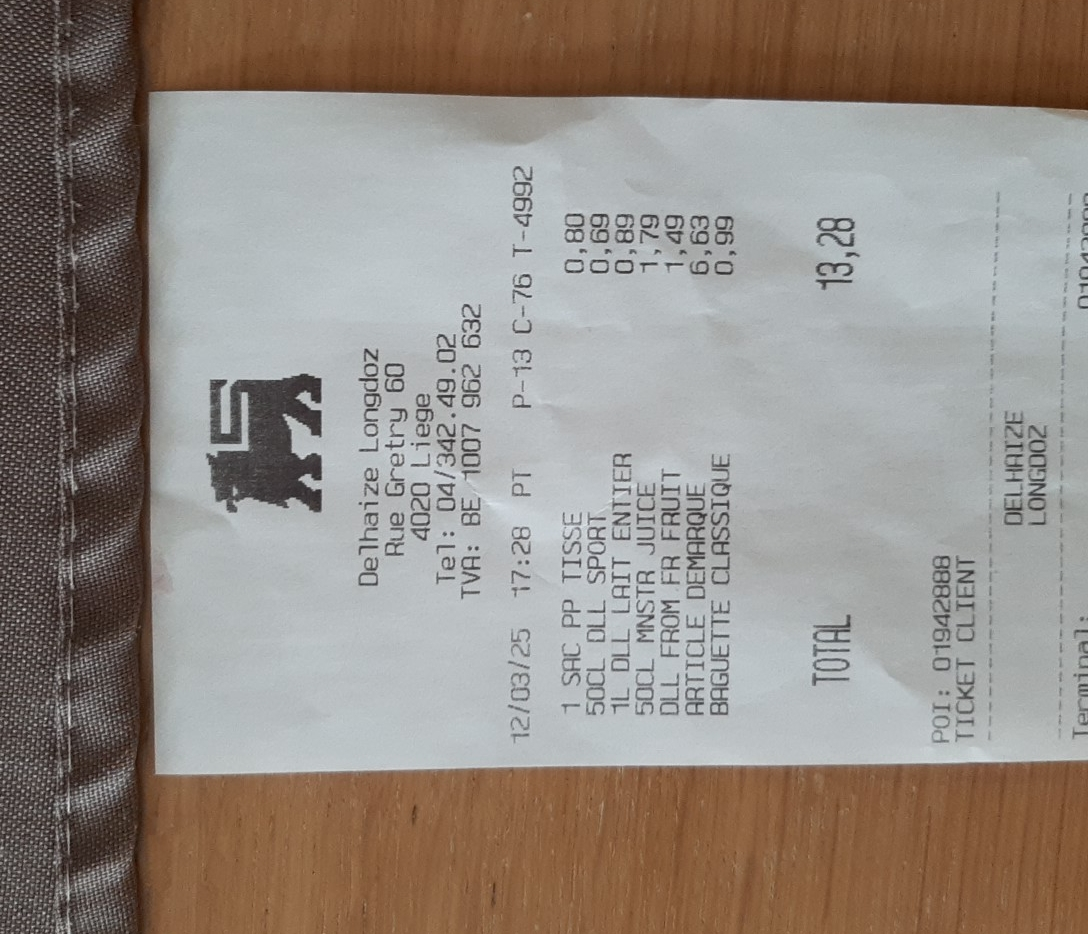 Delhaize Longdoz
Rue Gretry 60
4020 Liege
Tel: 04/342.49.02
TVA: BE 1007 962 632
12/03/25 17:28 PT P-13 C-76 T-4992
1 SAC PP TISSE 0,80
50CL DLL SPORT 0,69
1L DLL LAIT ENTIER 0,89
50CL MNSTR JUICE 1,79
DLL FROM.FR FRUIT 1,49
ARTICLE DEMARQUE 6,63
BAGUETTE CLASSIQUE 0,99
TOTAL 13,28
POI: 01942888
TICKET CLIENT
DELHAIZE
LONGDOZ
Terminal: